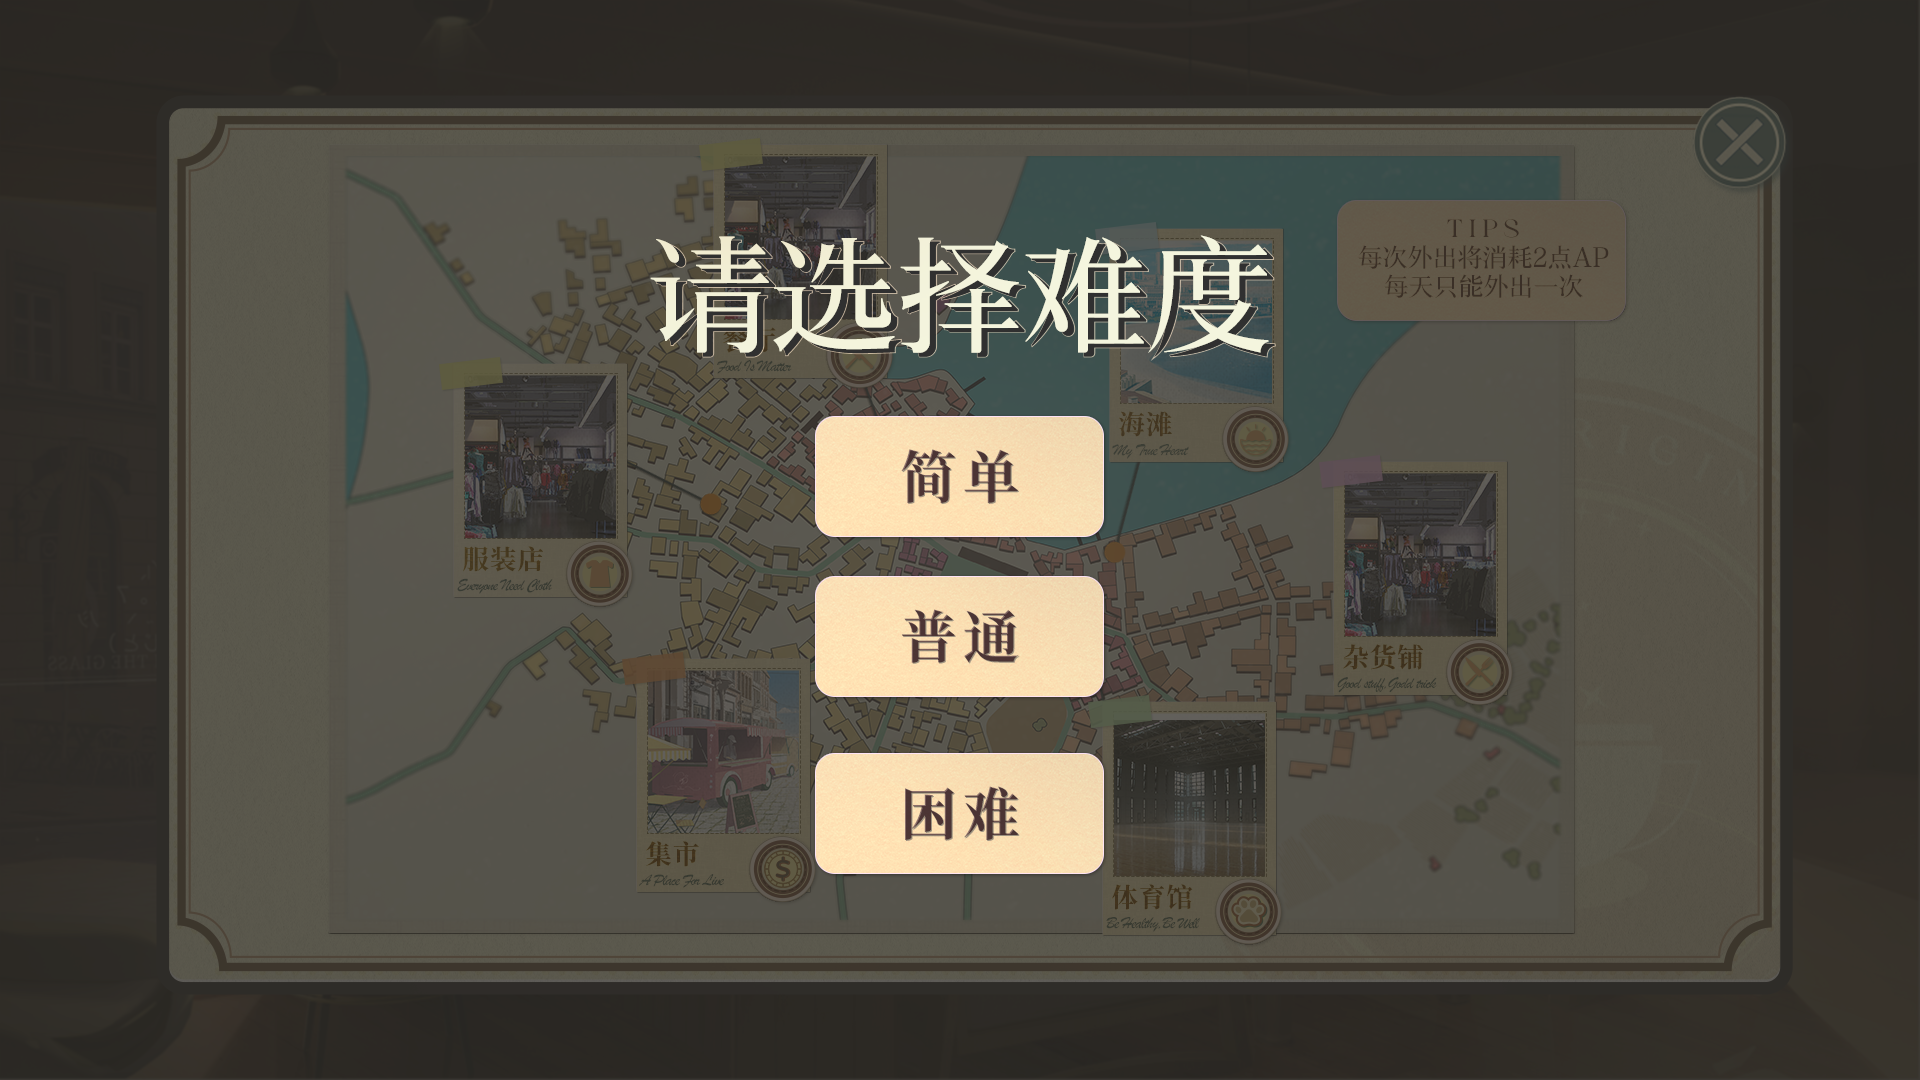 请选择难度
TIPS
每次外出将消耗2点AP
每天只能外出一次
Food Is Matter
海滩
My True Heart
简单
服装店
Everyone Need Cloth
普通
杂货铺
Good stuff, Godd trick
困难
集市
A Place For Live
体育馆
Be Healthy, Be Well